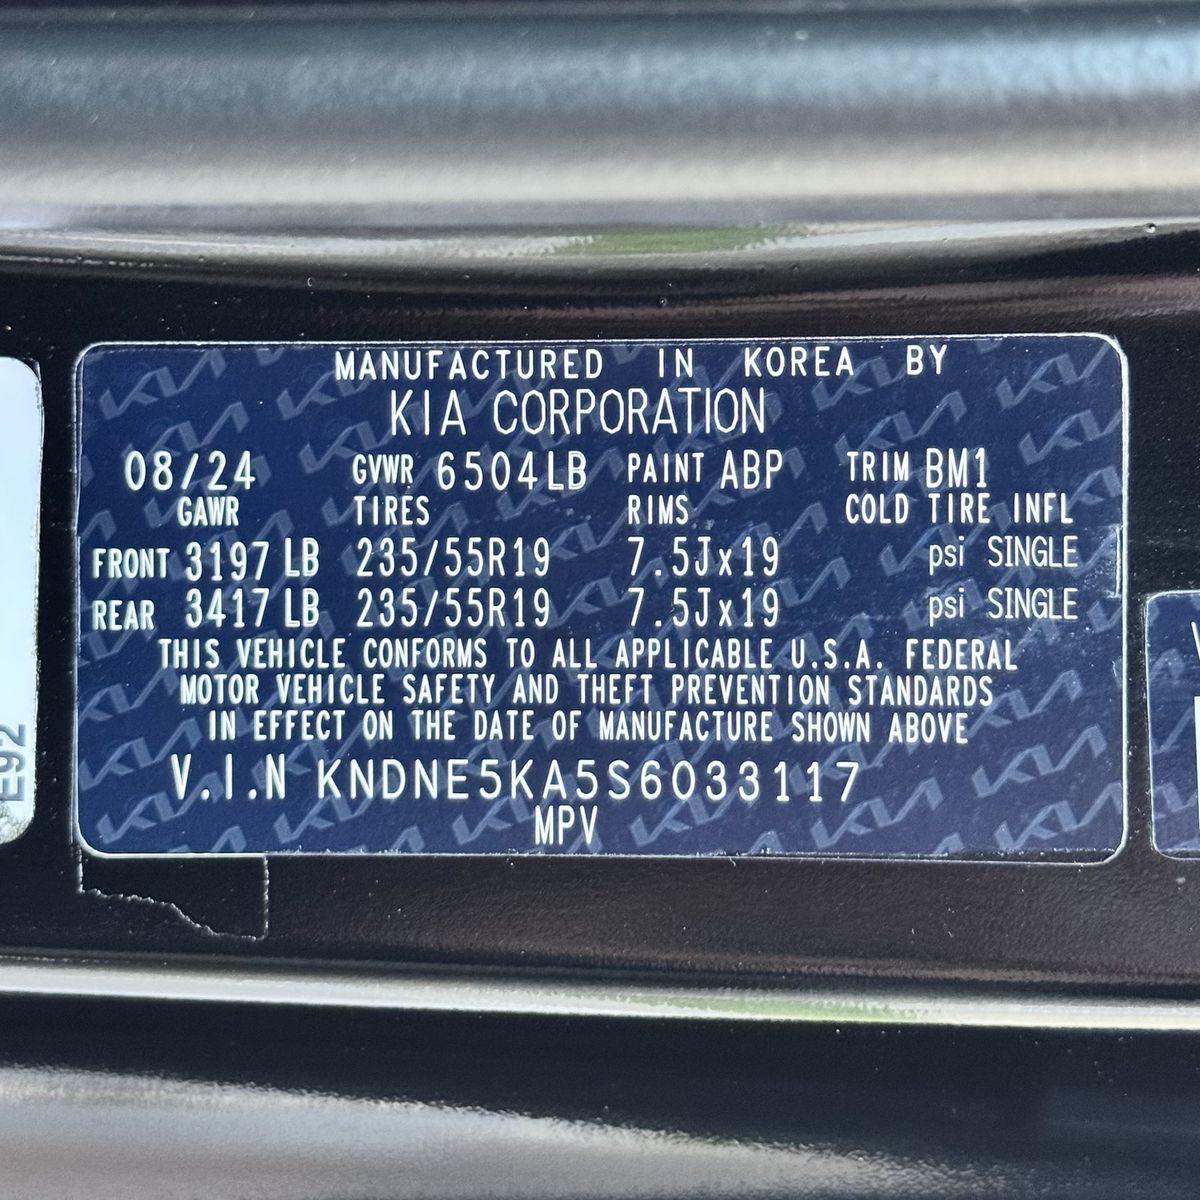 MANUFACTURED IN KOREA BY
KIA CORPORATION
08/24 GVWR 6504LB PAINT ABP TRIM BM1
GAWR TIRES RIMS COLD TIRE INFL
FRONT 3197 LB 235/55R19 7.5Jx19 psi SINGLE
REAR 3417 LB 235/55R19 7.5Jx19 psi SINGLE
THIS VEHICLE CONFORMS TO ALL APPLICABLE U.S.A. FEDERAL
MOTOR VEHICLE SAFETY AND THEFT PREVENTION STANDARDS
IN EFFECT ON THE DATE OF MANUFACTURE SHOWN ABOVE
V.I.N KNDNE5KA5S6033117
MPV
E92